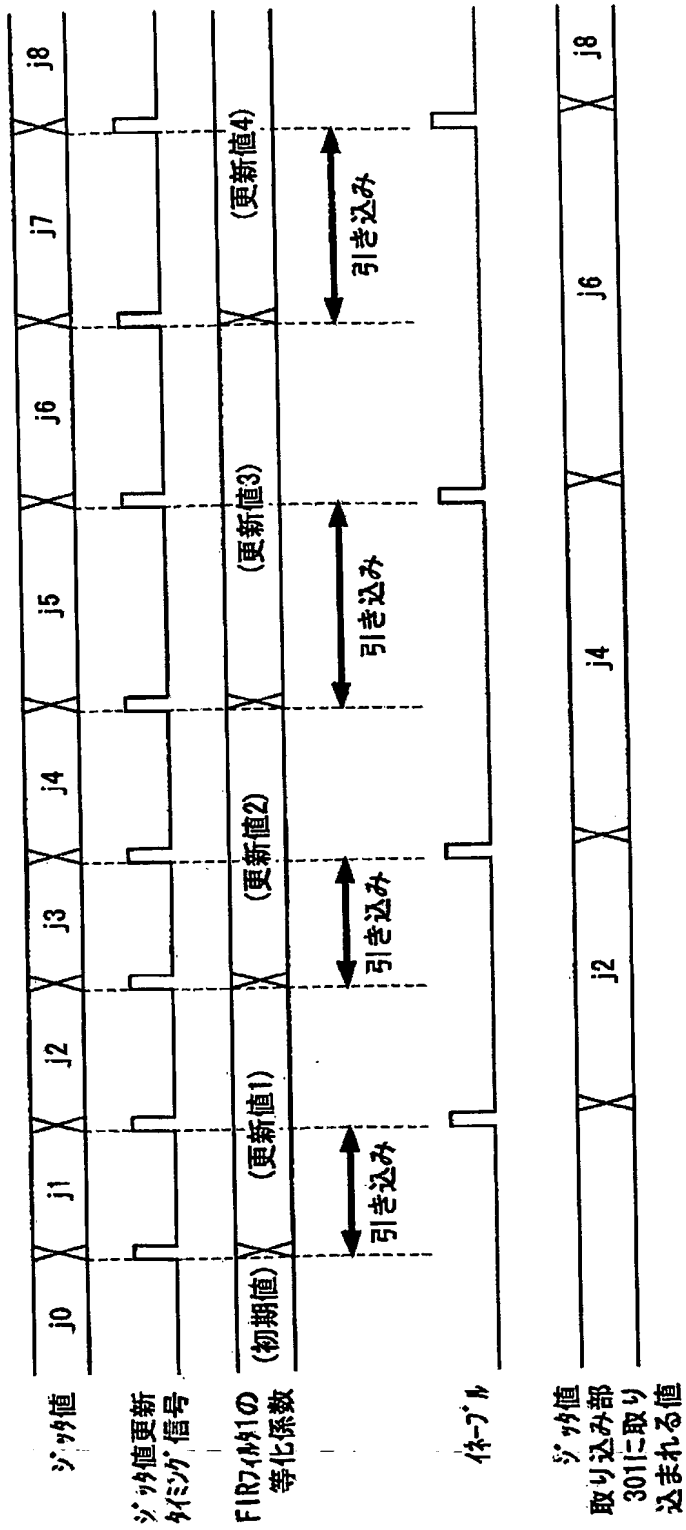 ジッタ値
j0
j1
j2
j3
j4
j5
j6
j7
j8
ジッタ値更新
タイミング信号
FIRフィルタ1の
等化係数
(初期値)
(更新値1)
(更新値2)
(更新値3)
(更新値4)
引き込み
引き込み
引き込み
引き込み
イネーブル
ジッタ値
取り込み部
301に取り
込まれる値
j2
j4
j6
j8